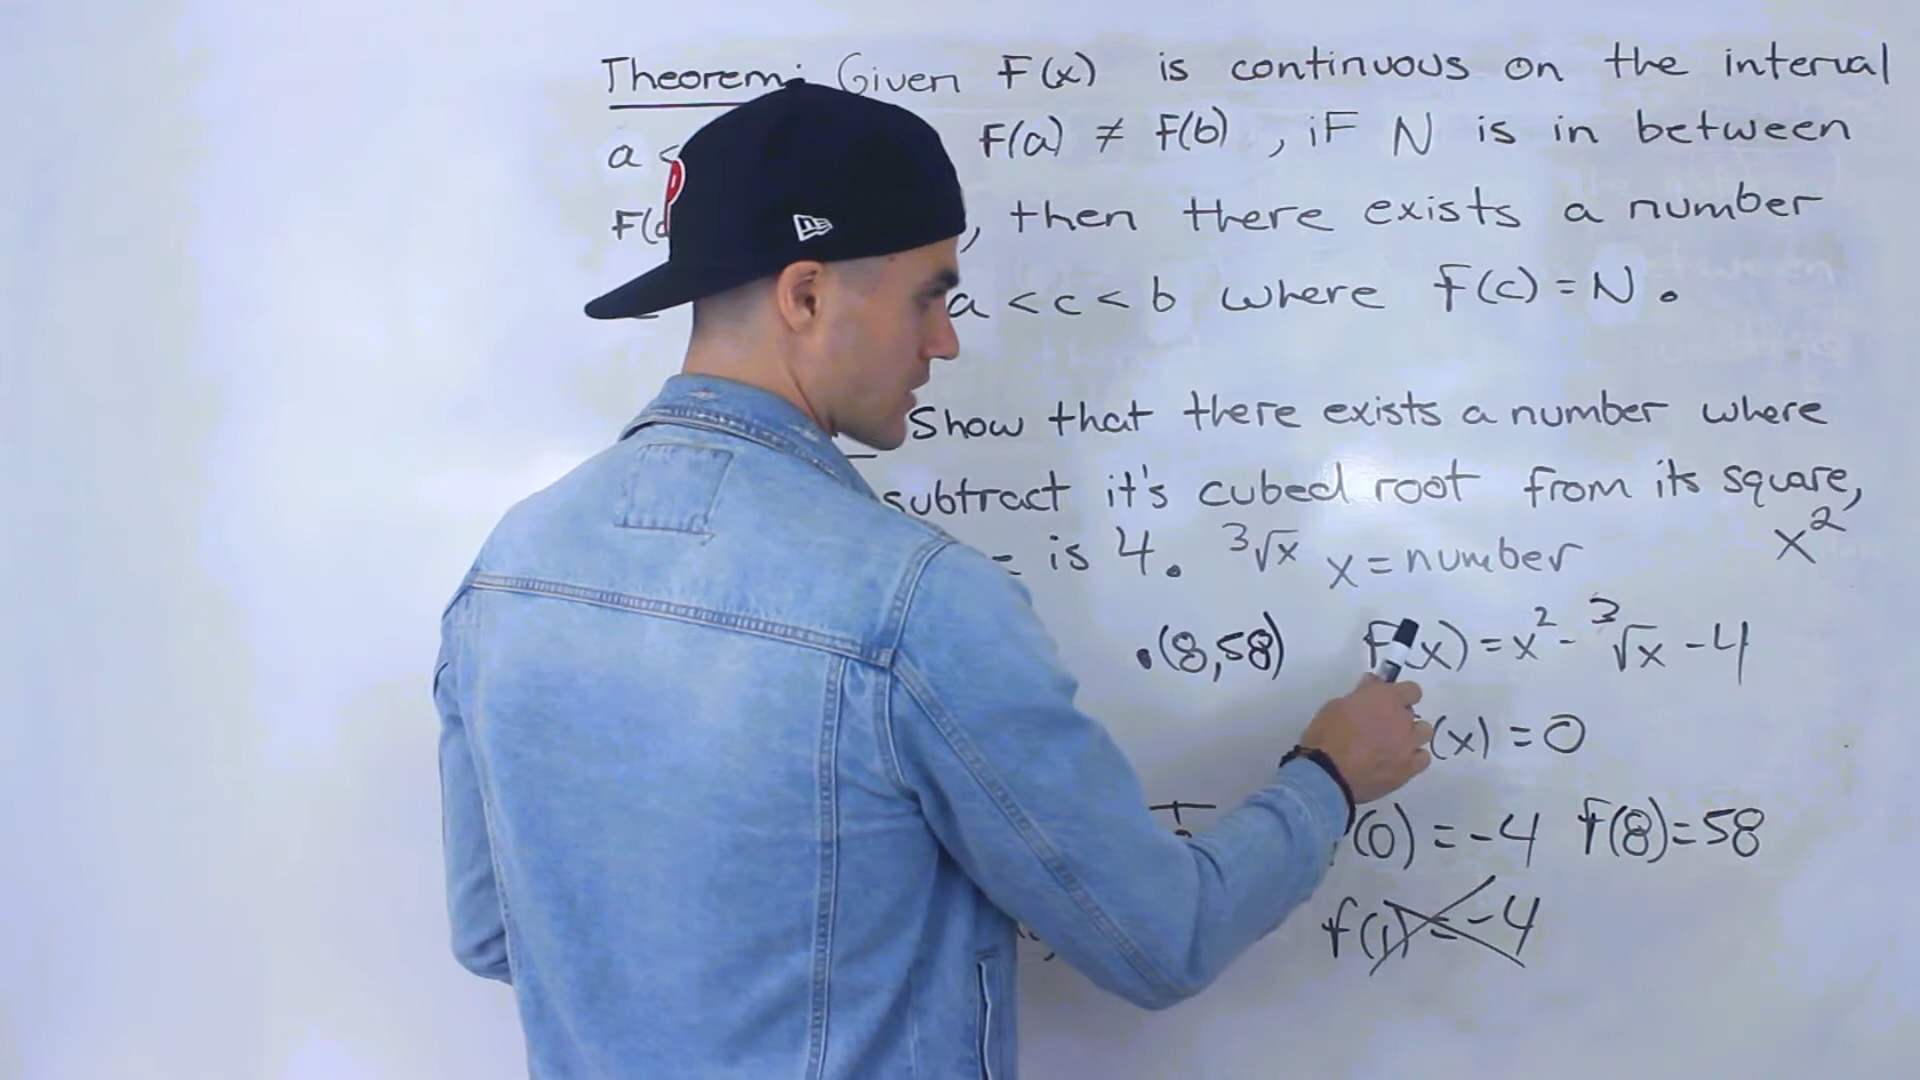 Theorem: Given F(x) is continuous on the interval
a < F(a) ≠ F(b), iF N is in between
F(a , then there exists a number
a < c < b where F(c) = N.
Show that there exists a number where
subtract it's cubed root from its square,
is 4. ³√x x = number x²
(8,58) F(x) = x² - ³√x - 4
(x) = 0
(0) = -4 f(8) = 58
f(1) = -4